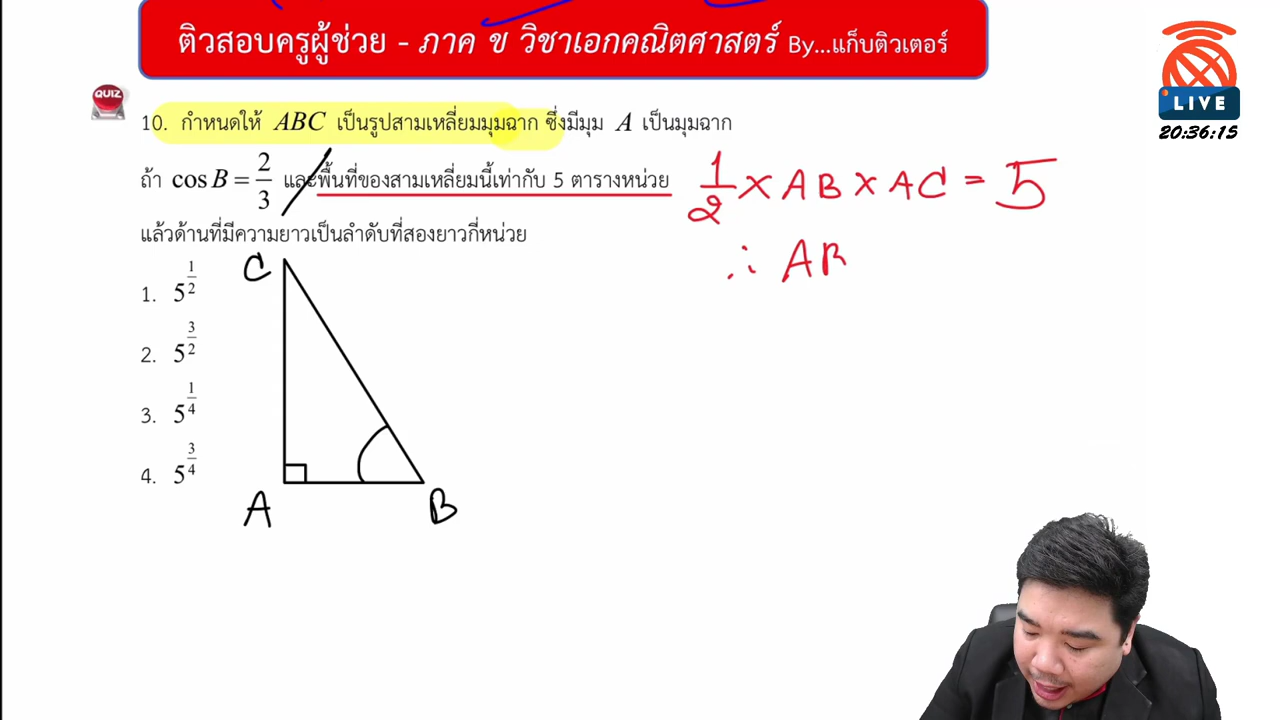 ติวสอบครูผู้ช่วย - ภาค ข วิชาเอกคณิตศาสตร์ By...แก็บติวเตอร์
LIVE
20:36:15
QUIZ
10. กำหนดให้ ABC เป็นรูปสามเหลี่ยมมุมฉาก ซึ่งมีมุม A เป็นมุมฉาก
ถ้า cos B = 2/3 และพื้นที่ของสามเหลี่ยมนี้เท่ากับ 5 ตารางหน่วย
1/2 × AB × AC = 5
แล้วด้านที่มีความยาวเป็นลำดับที่สองยาวกี่หน่วย
∴ AB
C
1. 5^(1/2)
2. 5^(3/2)
3. 5^(1/4)
4. 5^(3/4)
A B